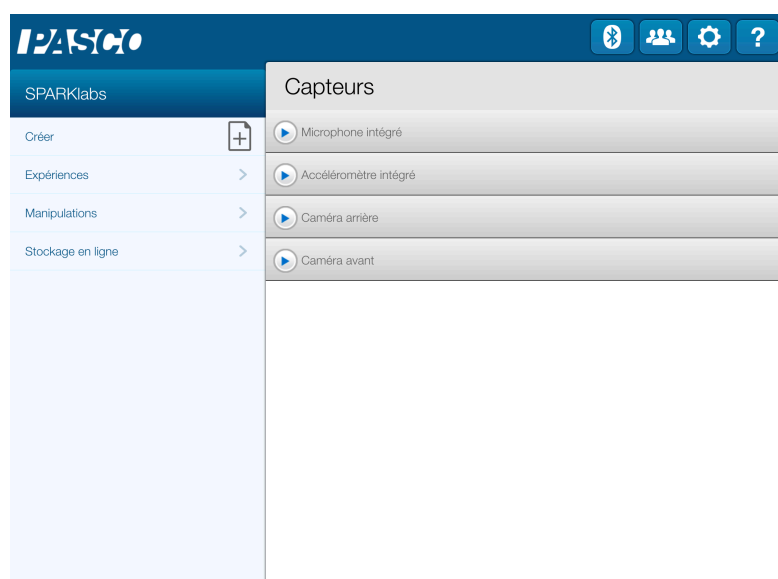 PASCO
?
SPARKlabs
Créer
Expériences
Manipulations
Stockage en ligne
Capteurs
Microphone intégré
Accéléromètre intégré
Caméra arrière
Caméra avant